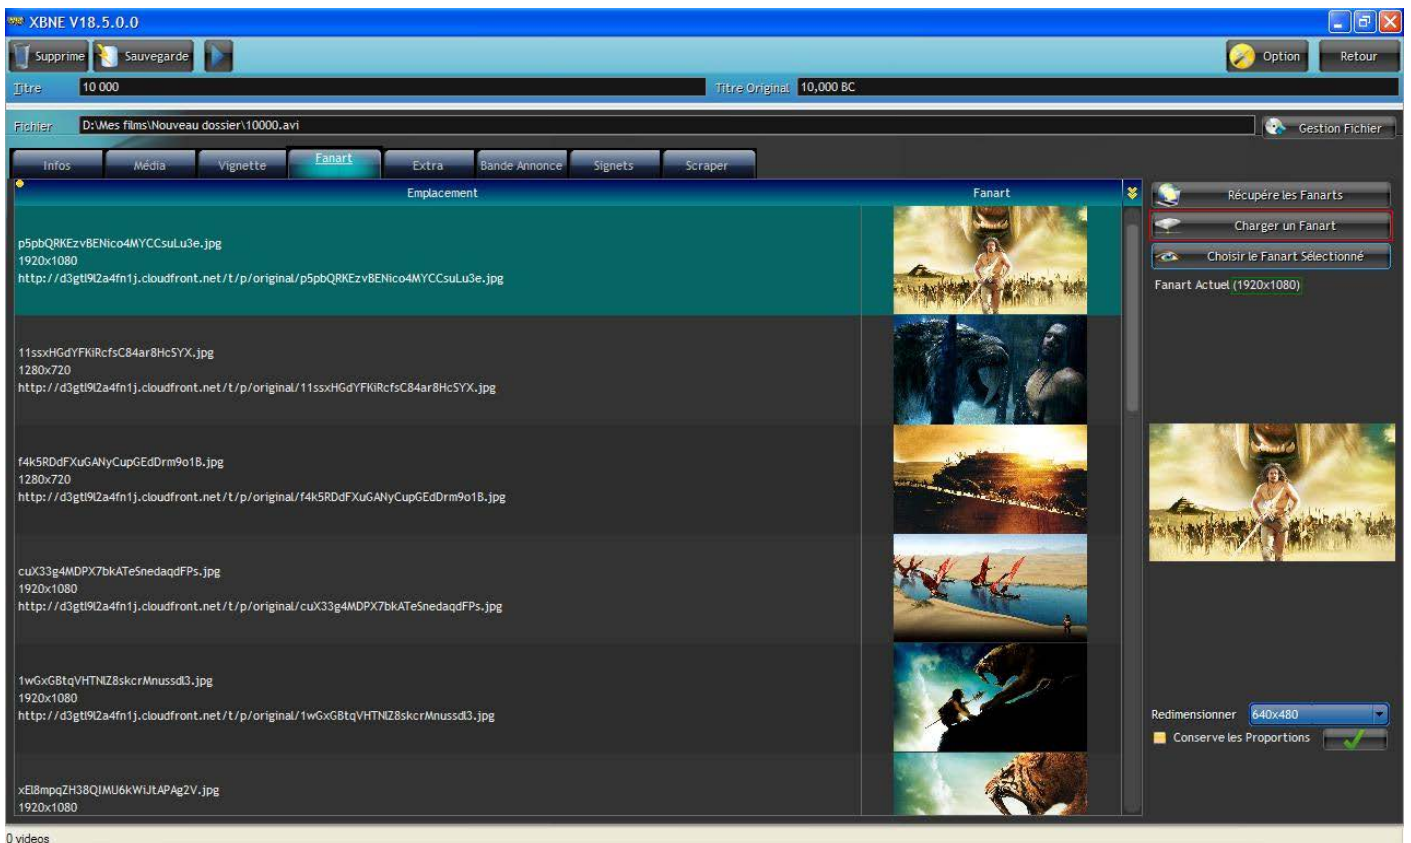 XBNE V18.5.0.0
Supprime Sauvegarde Option Retour
Titre 10 000 Titre Original 10,000 BC
Fichier D:\Mes films\Nouveau dossier\10000.avi Gestion Fichier
Infos Média Vignette Fanart Extra Bande Annonce Signets Scraper
Emplacement Fanart
Récupére les Fanarts
Charger un Fanart
Choisir le Fanart Sélectionné
Fanart Actuel (1920x1080)
p5pbQRKEzvBENico4MYCCsuLu3e.jpg
1920x1080
http://d3gtl9l2a4fn1j.cloudfront.net/t/p/original/p5pbQRKEzvBENico4MYCCsuLu3e.jpg
11ssxHGdYFKiRcfsC84ar8HcSYX.jpg
1280x720
http://d3gtl9l2a4fn1j.cloudfront.net/t/p/original/11ssxHGdYFKiRcfsC84ar8HcSYX.jpg
f4k5RDdFXuGANyCupGEdDrm9o1B.jpg
1280x720
http://d3gtl9l2a4fn1j.cloudfront.net/t/p/original/f4k5RDdFXuGANyCupGEdDrm9o1B.jpg
cuX33g4MDPX7bkATeSnedaqdFPs.jpg
1920x1080
http://d3gtl9l2a4fn1j.cloudfront.net/t/p/original/cuX33g4MDPX7bkATeSnedaqdFPs.jpg
1wGxGBtqVHTNlZ8skcrMnussdl3.jpg
1920x1080
http://d3gtl9l2a4fn1j.cloudfront.net/t/p/original/1wGxGBtqVHTNlZ8skcrMnussdl3.jpg
xEl8mpqZH38QIMU6kWiJtAPAg2V.jpg
1920x1080
Redimensionner 640x480
Conserve les Proportions
0 videos